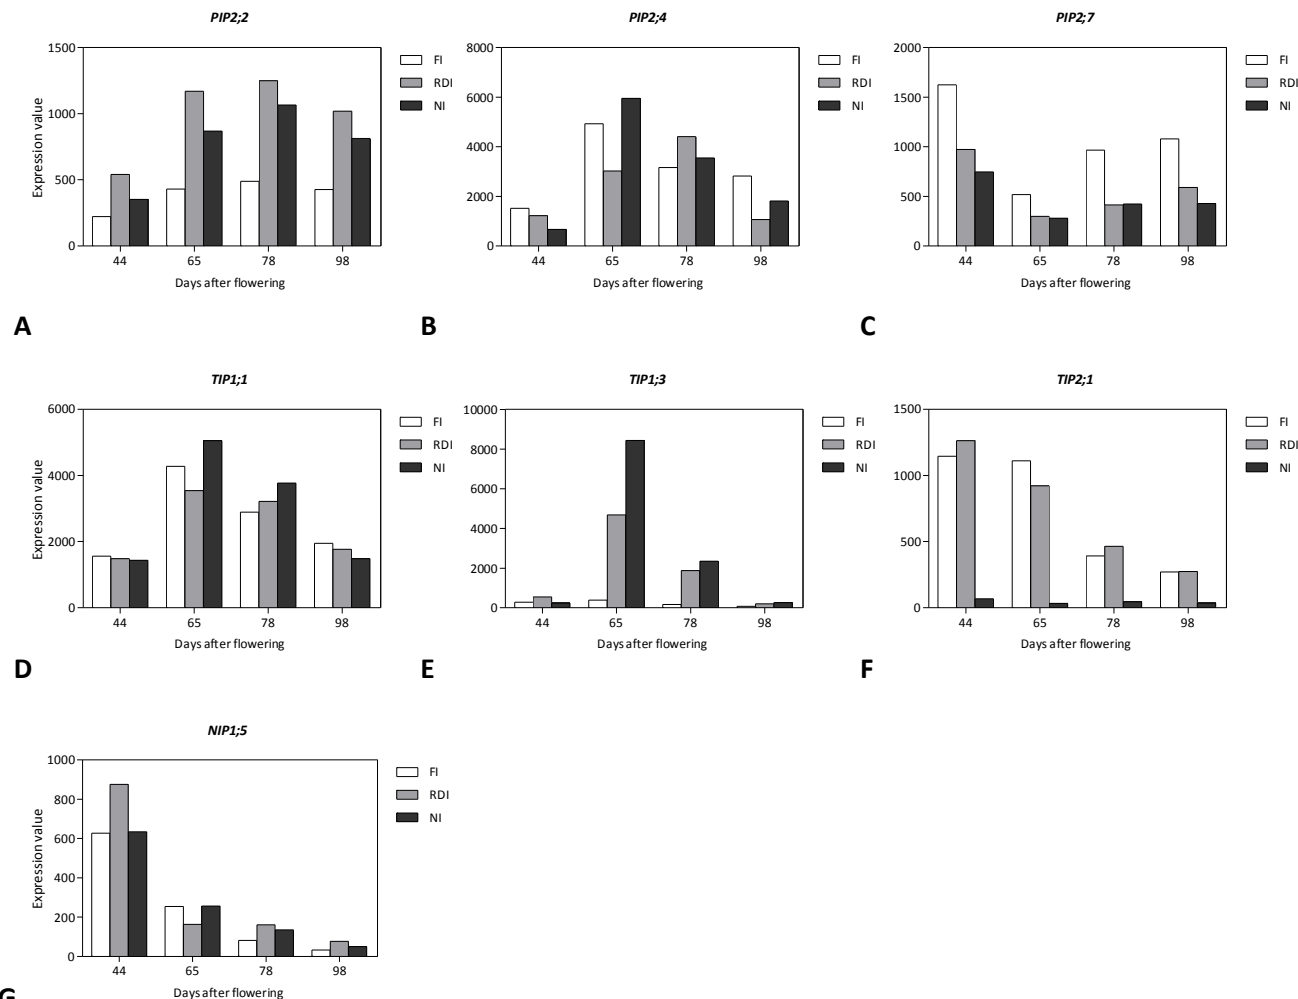 PIP2;2
PIP2;4
PIP2;7
1500
1000
500
0
Expression value
44 65 78 98
Days after flowering
FI
RDI
NI
8000
6000
4000
2000
0
44 65 78 98
Days after flowering
FI
RDI
NI
2000
1500
1000
500
0
44 65 78 98
Days after flowering
FI
RDI
NI
A
B
C
TIP1;1
TIP1;3
TIP2;1
6000
4000
2000
0
Expression value
44 65 78 98
Days after flowering
FI
RDI
NI
10000
8000
6000
4000
2000
0
44 65 78 98
Days after flowering
FI
RDI
NI
1500
1000
500
0
44 65 78 98
Days after flowering
FI
RDI
NI
D
E
F
NIP1;5
1000
800
600
400
200
0
Expression value
44 65 78 98
Days after flowering
FI
RDI
NI
G